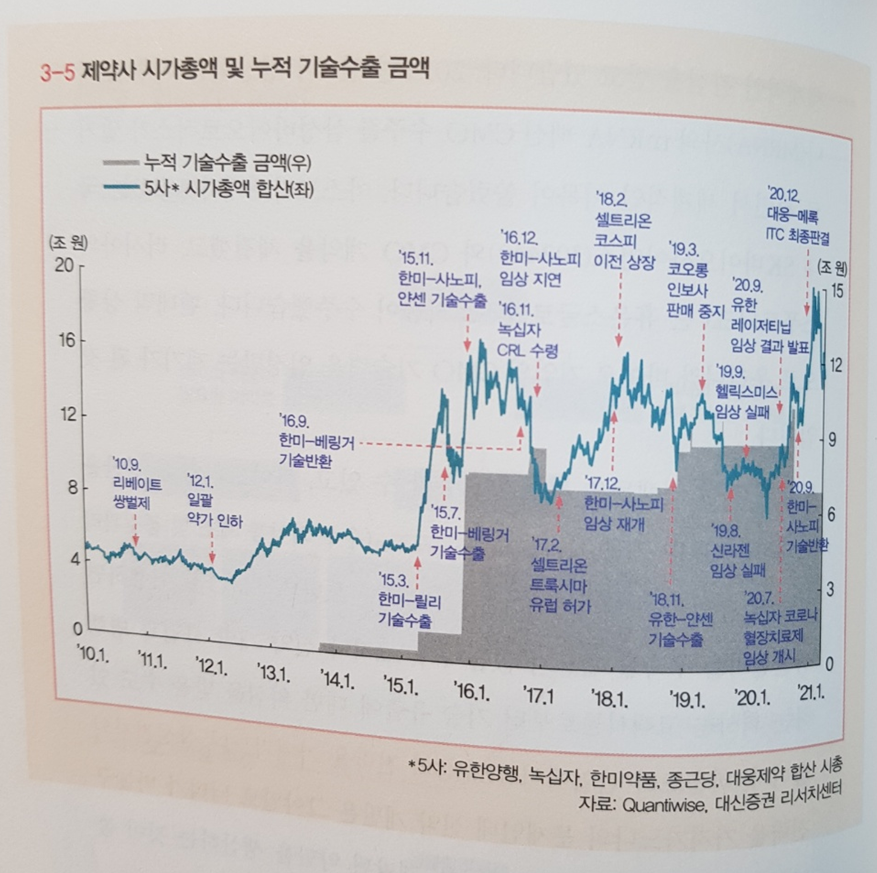 3-5 제약사 시가총액 및 누적 기술수출 금액
누적 기술수출 금액(우)
5사* 시가총액 합산(좌)
(조 원)
20
16
12
8
4
0
'10.9.
리베이트
쌍벌제
'12.1.
일괄
약가 인하
'16.9.
한미-베링거
기술반환
'15.11.
한미-사노피,
얀센 기술수출
'15.7.
한미-베링거
기술수출
'15.3.
한미-릴리
기술수출
'16.12.
한미-사노피
임상 지연
'16.11.
녹십자
CRL 수령
'17.2.
셀트리온
트룩시마
유럽 허가
'17.12.
한미-사노피
임상 재개
'18.2.
셀트리온
코스피
이전 상장
'18.11.
유한-얀센
기술수출
'19.3.
코오롱
인보사
판매 중지
'19.8.
신라젠
임상 실패
'19.9.
헬릭스미스
임상 실패
'20.7.
녹십자 코로나
혈장치료제
임상 개시
'20.9.
유한
레이저티닙
임상 결과 발표
'20.9.
한미-
사노피
기술반환
'20.12.
대웅-메톡
ITC 최종판결
(조 원)
15
12
9
6
3
0
'10.1.
'11.1.
'12.1.
'13.1.
'14.1.
'15.1.
'16.1.
'17.1
'18.1.
'19.1.
'20.1.
'21.1.
*5사: 유한양행, 녹십자, 한미약품, 종근당, 대웅제약 합산 시총
자료: Quantiwise, 대신증권 리서치센터